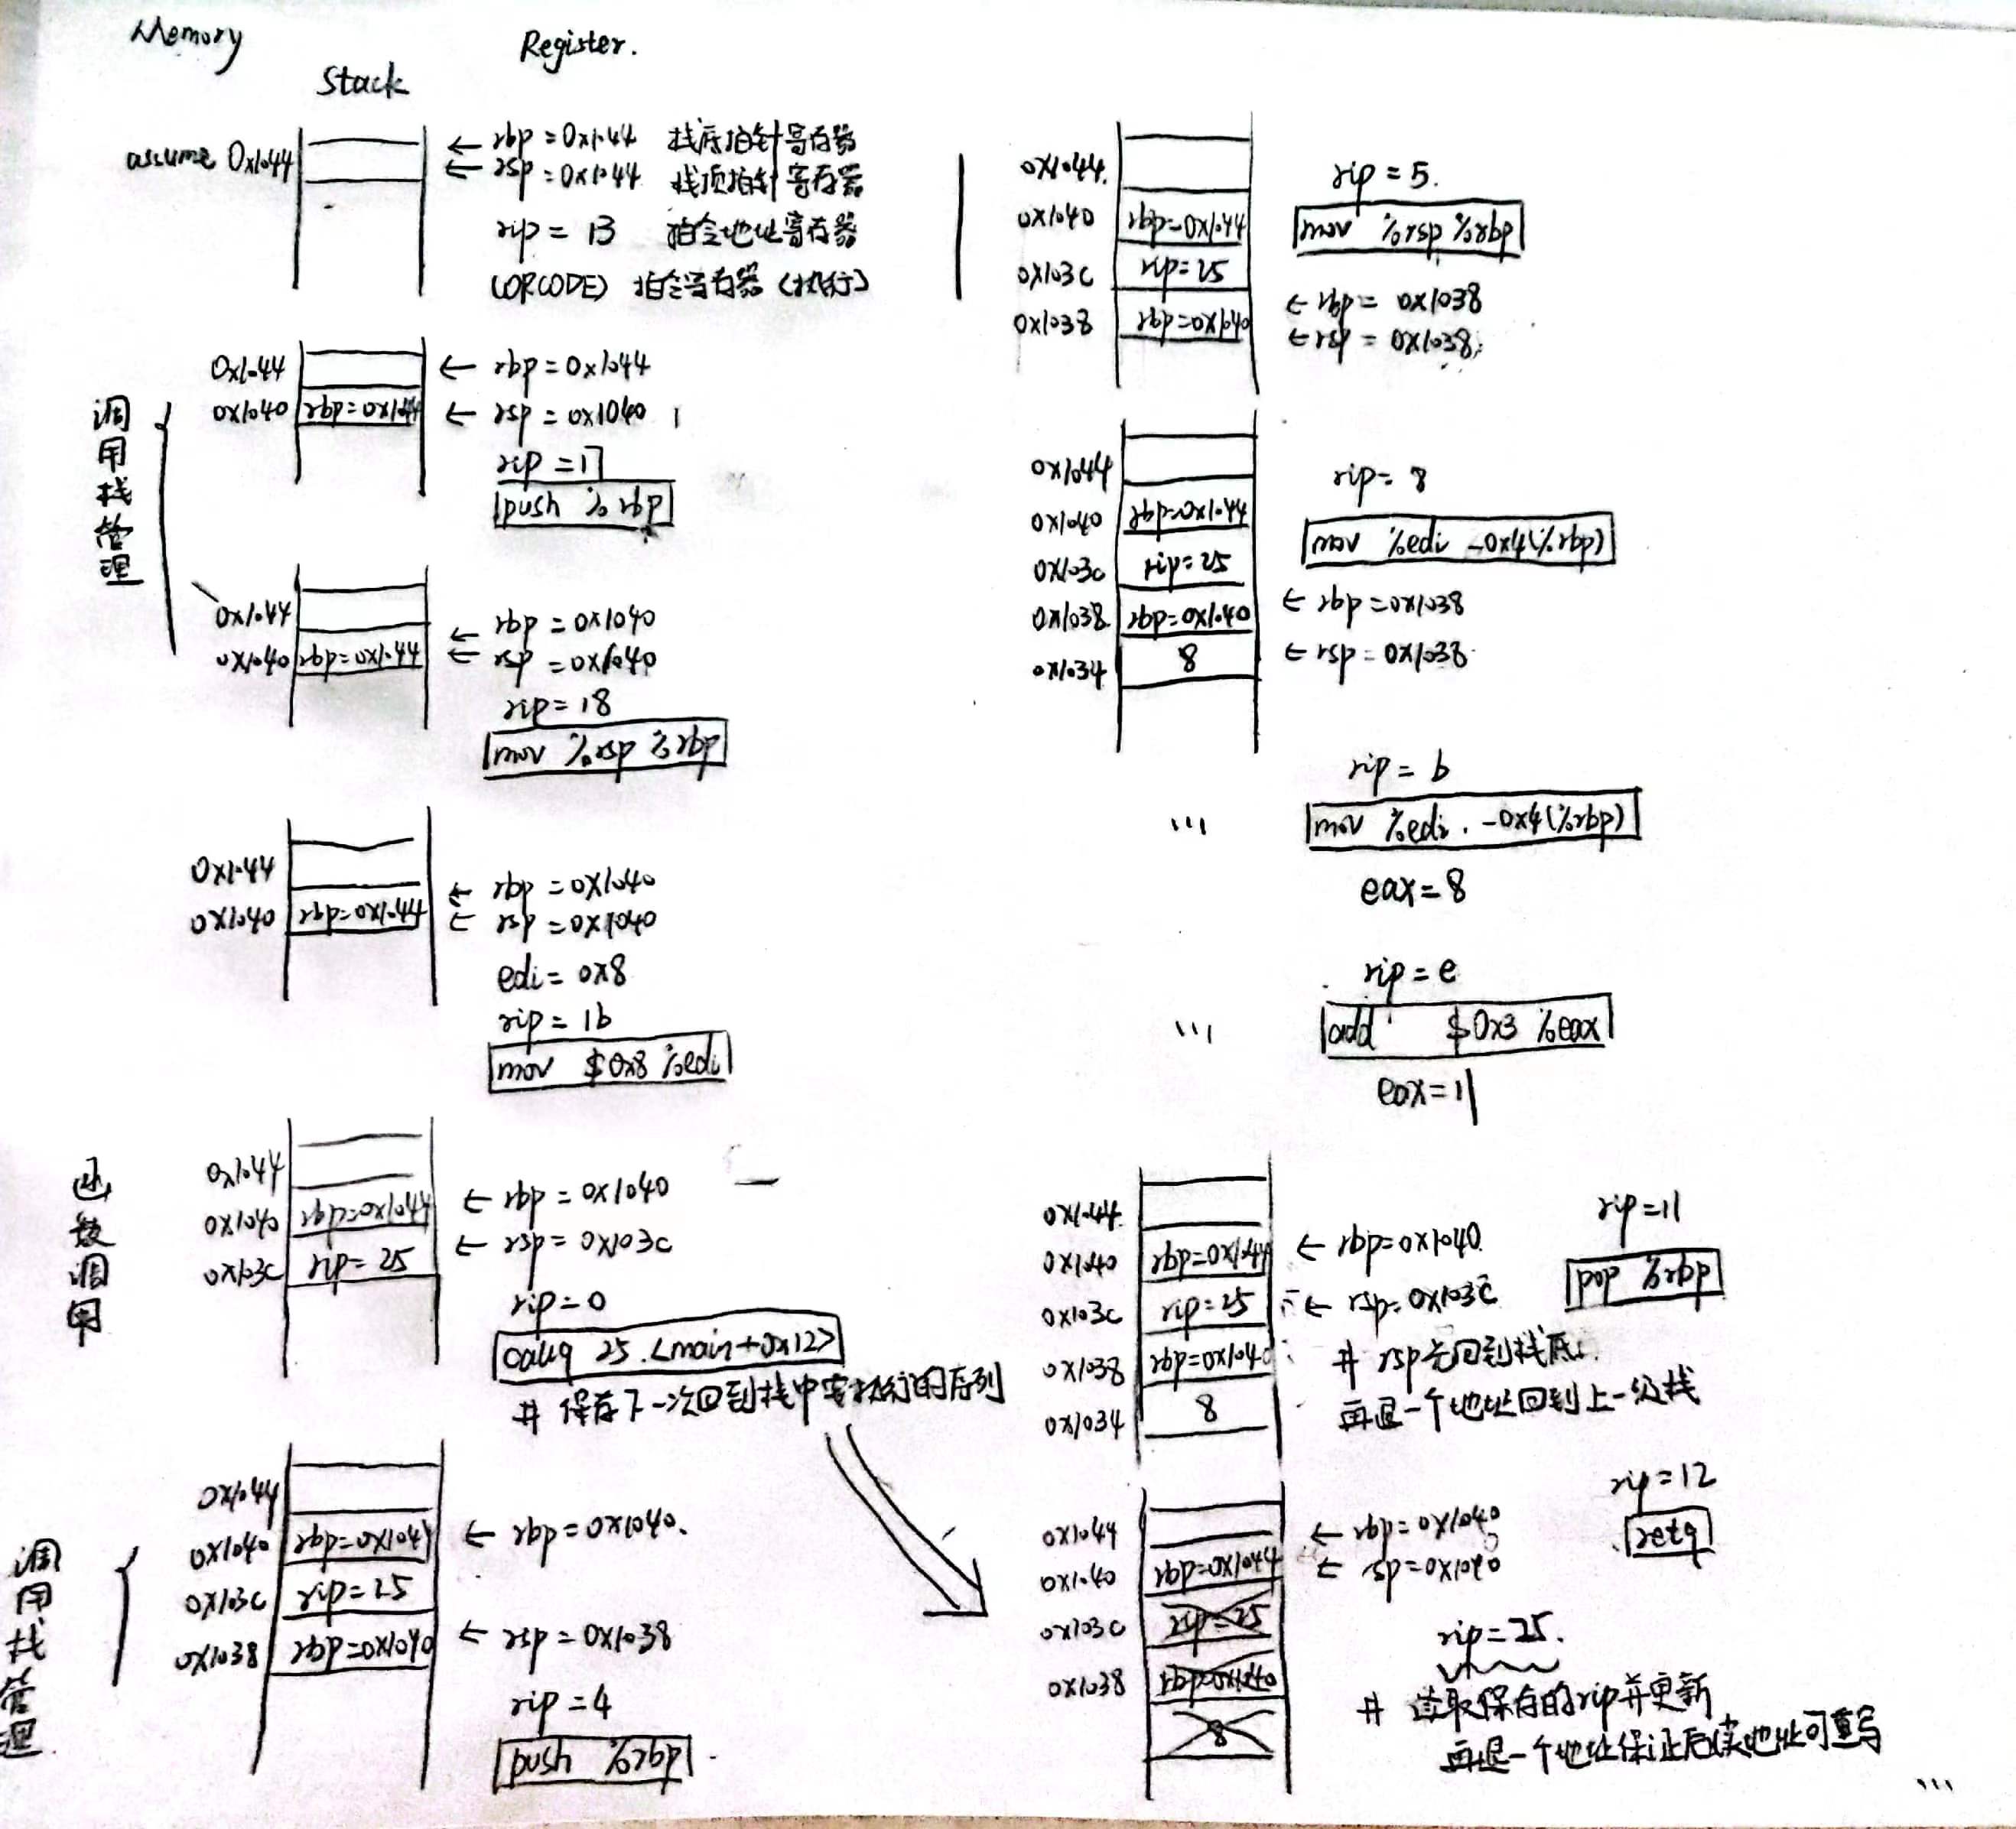 Memory
Stack
Register.
assume 0x1044
← rbp = 0x1044 栈底指针寄存器
← rsp = 0x1044 栈顶指针寄存器
rip = 13 指令地址寄存器
(OPCODE) 指令寄存器 (执行)
调用栈管理
0x1044
← rbp = 0x1044
0x1040 rbp=0x1044
← rsp = 0x1040
rip = 17
push %rbp
0x1044
← rbp = 0x1040
0x1040 rbp=0x1044
← rsp = 0x1040
rip = 18
mov %rsp %rbp
0x1044
← rbp = 0x1040
0x1040 rbp=0x1044
← rsp = 0x1040
edi = 0x8
rip = 1b
mov $0x8 %edi
函数调用
0x1044
0x1040 rbp=0x1044
← rbp = 0x1040
0x103c rip = 25
← rsp = 0x103c
rip = 0
callq 25 <main+0x12>
# 保存下一次回到栈中需执行的序列
调用栈管理
0x1044
0x1040 rbp=0x1044
← rbp = 0x1040.
0x103c rip = 25
0x1038 rbp=0x1040
← rsp = 0x1038
rip = 4
push %rbp
0x1044.
0x1040 rbp=0x1044
0x103c rip=25
0x1038 rbp=0x1040
rip = 5.
mov %rsp %rbp
← rbp = 0x1038
← rsp = 0x1038
0x1044
0x1040 rbp=0x1044
0x103c rip=25
0x1038 rbp=0x1040
0x1034 8
rip = 8
mov %edi -0x4(%rbp)
← rbp = 0x1038
← rsp = 0x1038
rip = b
... mov %edi . -0x4(%rbp)
eax = 8
rip = e
... add $0x3 %eax
eax = 11
0x1044.
0x1040 rbp=0x1044
← rbp=0x1040.
0x103c rip=25
← rsp=0x103c
0x1038 rbp=0x1040
0x1034 8
rip = 11
pop %rbp
# rsp先回到栈底.
再退一个地址回到上一级栈
0x1044
0x1040 rbp=0x1044
← rbp=0x1040
← rsp=0x1040
0x103c rip=25
0x1038 rbp=0x1040
8
rip = 12
retq
rip = 25.
# 读取保存的rip并更新
再退一个地址保证后续地址可重写
...